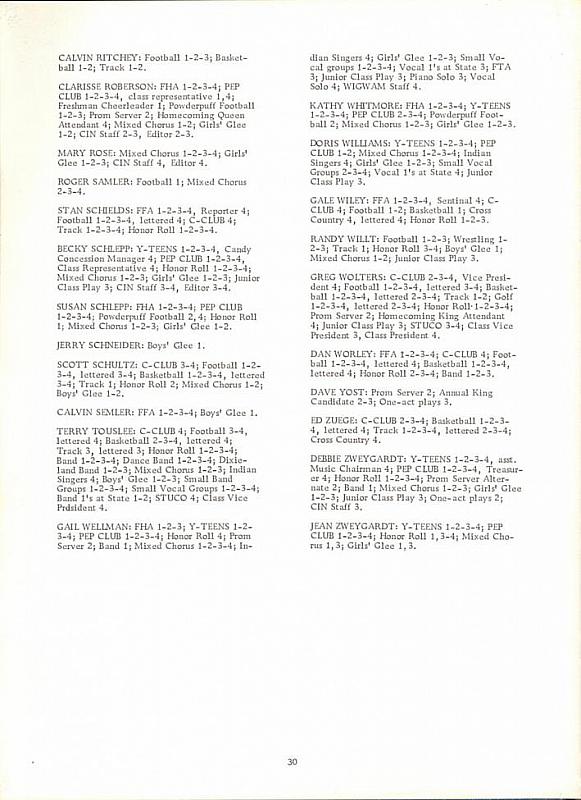 CALVIN RITCHEY: Football 1-2-3; Basket-
ball 1-2; Track 1-2.
CLARISSE ROBERSON: FHA 1-2-3-4; PEP
CLUB 1-2-3-4, class representative 1,4;
Freshman Cheerleader 1; Powderpuff Football
1-2-3; Prom Server 2; Homecoming Queen
Attendant 4; Mixed Chorus 1-2; Girls' Glee
1-2; CIN Staff 2-3, Editor 2-3.
MARY ROSE: Mixed Chorus 1-2-3-4; Girls'
Glee 1-2-3; CIN Staff 4, Editor 4.
ROGER SAMLER: Football 1; Mixed Chorus
2-3-4.
STAN SCHIELDS: FFA 1-2-3-4, Reporter 4;
Football 1-2-3-4, lettered 4; C-CLUB 4;
Track 1-2-3-4; Honor Roll 1-2-3-4.
BECKY SCHLEPP: Y-TEENS 1-2-3-4, Candy
Concession Manager 4; PEP CLUB 1-2-3-4,
Class Representative 4; Honor Roll 1-2-3-4;
Mixed Chorus 1-2-3; Girls' Glee 1-2-3; Junior
Class Play 3; CIN Staff 3-4, Editor 3-4.
SUSAN SCHLEPP: FHA 1-2-3-4; PEP CLUB
1-2-3-4; Powderpuff Football 2,4; Honor Roll
1; Mixed Chorus 1-2-3; Girls' Glee 1-2.
JERRY SCHNEIDER: Boys' Glee 1.
SCOTT SCHULTZ: C-CLUB 3-4; Football 1-2-
3-4, lettered 3-4; Basketball 1-2-3-4, lettered
3-4; Track 1; Honor Roll 2; Mixed Chorus 1-2;
Boys' Glee 1-2.
CALVIN SEMLER: FFA 1-2-3-4; Boys' Glee 1.
TERRY TOUSLEE: C-CLUB 4; Football 3-4,
lettered 4; Basketball 2-3-4, lettered 4;
Track 3, lettered 3; Honor Roll 1-2-3-4;
Band 1-2-3-4; Dance Band 1-2-3-4; Dixie-
land Band 1-2-3; Mixed Chorus 1-2-3; Indian
Singers 4; Boys' Glee 1-2-3; Small Band
Groups 1-2-3-4; Small Vocal Groups 1-2-3-4;
Band 1's at State 1-2; STUCO 4; Class Vice
President 4.
GAIL WELLMAN: FHA 1-2-3; Y-TEENS 1-2-
3-4; PEP CLUB 1-2-3-4; Honor Roll 4; Prom
Server 2; Band 1; Mixed Chorus 1-2-3-4; In-
dian Singers 4; Girls' Glee 1-2-3; Small Vo-
cal groups 1-2-3-4; Vocal 1's at State 3; FTA
3; Junior Class Play 3; Piano Solo 3; Vocal
Solo 4; WIGWAM Staff 4.
KATHY WHITMORE: FHA 1-2-3-4; Y-TEENS
1-2-3-4; PEP CLUB 2-3-4; Powderpuff Foot-
ball 2; Mixed Chorus 1-2-3; Girls' Glee 1-2-3.
DORIS WILLIAMS: Y-TEENS 1-2-3-4; PEP
CLUB 1-2; Mixed Chorus 1-2-3-4; Indian
Singers 4; Girls' Glee 1-2-3; Small Vocal
Groups 2-3-4; Vocal 1's at State 4; Junior
Class Play 3.
GALE WILEY: FFA 1-2-3-4, Sentinal 4; C-
CLUB 4; Football 1-2; Basketball 1; Cross
Country 4, lettered 4; Honor Roll 1-2-3.
RANDY WILLT: Football 1-2-3; Wrestling 1-
2-3; Track 1; Honor Roll 3-4; Boys' Glee 1;
Mixed Chorus 1-2; Junior Class Play 3.
GREG WOLTERS: C-CLUB 2-3-4, Vice Presi-
dent 4; Football 1-2-3-4, lettered 3-4; Basket-
ball 1-2-3-4, lettered 2-3-4; Track 1-2; Golf
1-2-3-4, lettered 2-3-4; Honor Roll 1-2-3-4;
Prom Server 2; Homecoming King Attendant
4; Junior Class Play 3; STUCO 3-4; Class Vice
President 3, Class President 4.
DAN WORLEY: FFA 1-2-3-4; C-CLUB 4; Foot-
ball 1-2-3-4, lettered 4; Basketball 1-2-3-4,
lettered 4; Honor Roll 2-3-4; Band 1-2-3.
DAVE YOST: Prom Server 2; Annual King
Candidate 2-3; One-act plays 3.
ED ZUEGE: C-CLUB 2-3-4; Basketball 1-2-3-
4, lettered 4; Track 1-2-3-4, lettered 2-3-4;
Cross Country 4.
DEBBIE ZWEYGARDT: Y-TEENS 1-2-3-4, asst.
Music Chairman 4; PEP CLUB 1-2-3-4, Treasur-
er 4; Honor Roll 1-2-3-4; Prom Server Alter-
nate 2; Band 1; Mixed Chorus 1-2-3; Girls' Glee
1-2-3; Junior Class Play 3; One-act plays 2;
CIN Staff 3.
JEAN ZWEYGARDT: Y-TEENS 1-2-3-4; PEP
CLUB 1-2-3-4; Honor Roll 1,3-4; Mixed Cho-
rus 1,3; Girls' Glee 1,3.
30